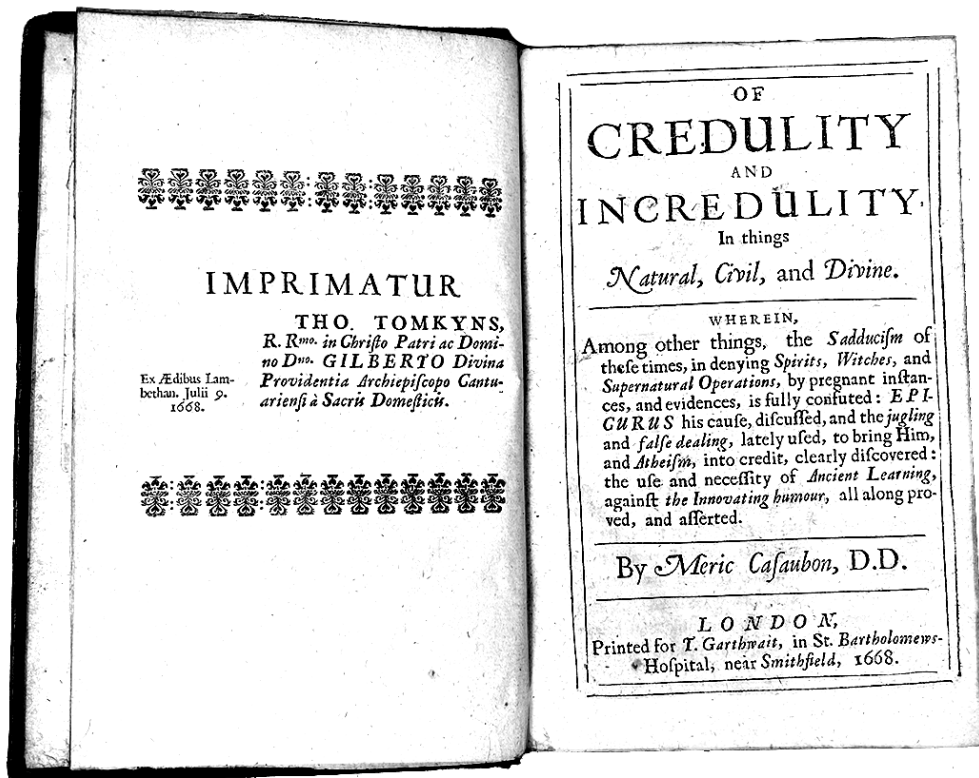 IMPRIMATUR
THO. TOMKYNS,
R. Rmo. in Chriſto Patri ac Domi-
no Dno. GILBERTO Divina
Providentia Archiepiſcopo Cantu-
arienſi à Sacris Domeſticis.
Ex Ædibus Lam-
bethan. Julii 9.
1668.
OF
CREDULITY
AND
INCREDULITY,
In things
Natural, Civil, and Divine.
WHEREIN,
Among other things, the Sadduciſm of
theſe times, in denying Spirits, Witches, and
Supernatural Operations, by pregnant inſtan-
ces, and evidences, is fully confuted: EPI-
CURUS his cauſe, diſcuſſed, and the jugling
and falſe dealing, lately uſed, to bring Him,
and Atheiſm, into credit, clearly diſcovered:
the uſe and neceſſity of Ancient Learning,
againſt the Innovating humour, all along pro-
ved, and aſſerted.
By Meric Caſaubon, D.D.
LONDON,
Printed for T. Garthwait, in St. Bartholomews-
Hoſpital, near Smithfield, 1668.